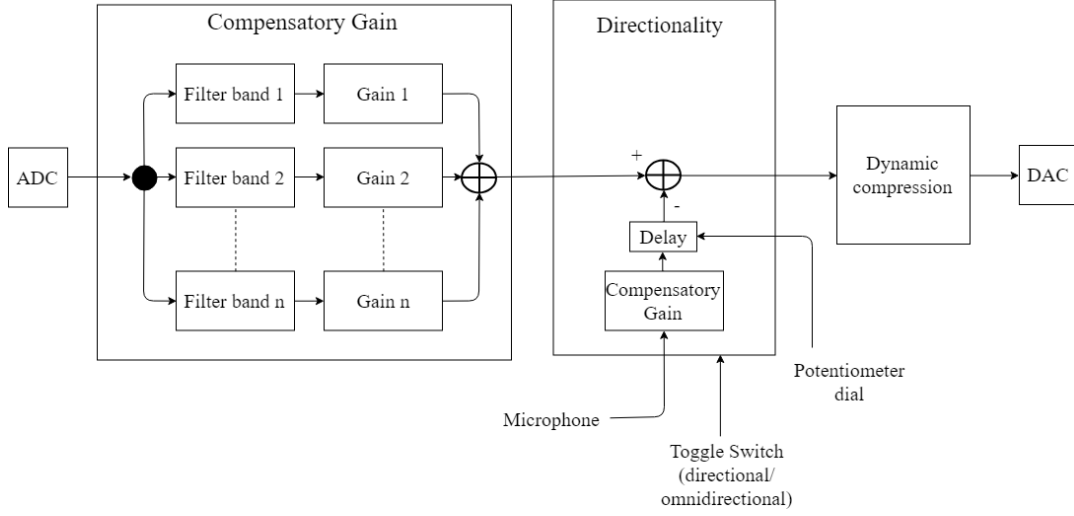 Compensatory Gain
Directionality
Filter band 1
Gain 1
ADC
Filter band 2
Gain 2
+
-
Dynamic
compression
DAC
Delay
Filter band n
Gain n
Compensatory
Gain
Potentiometer
dial
Microphone
Toggle Switch
(directional/
omnidirectional)